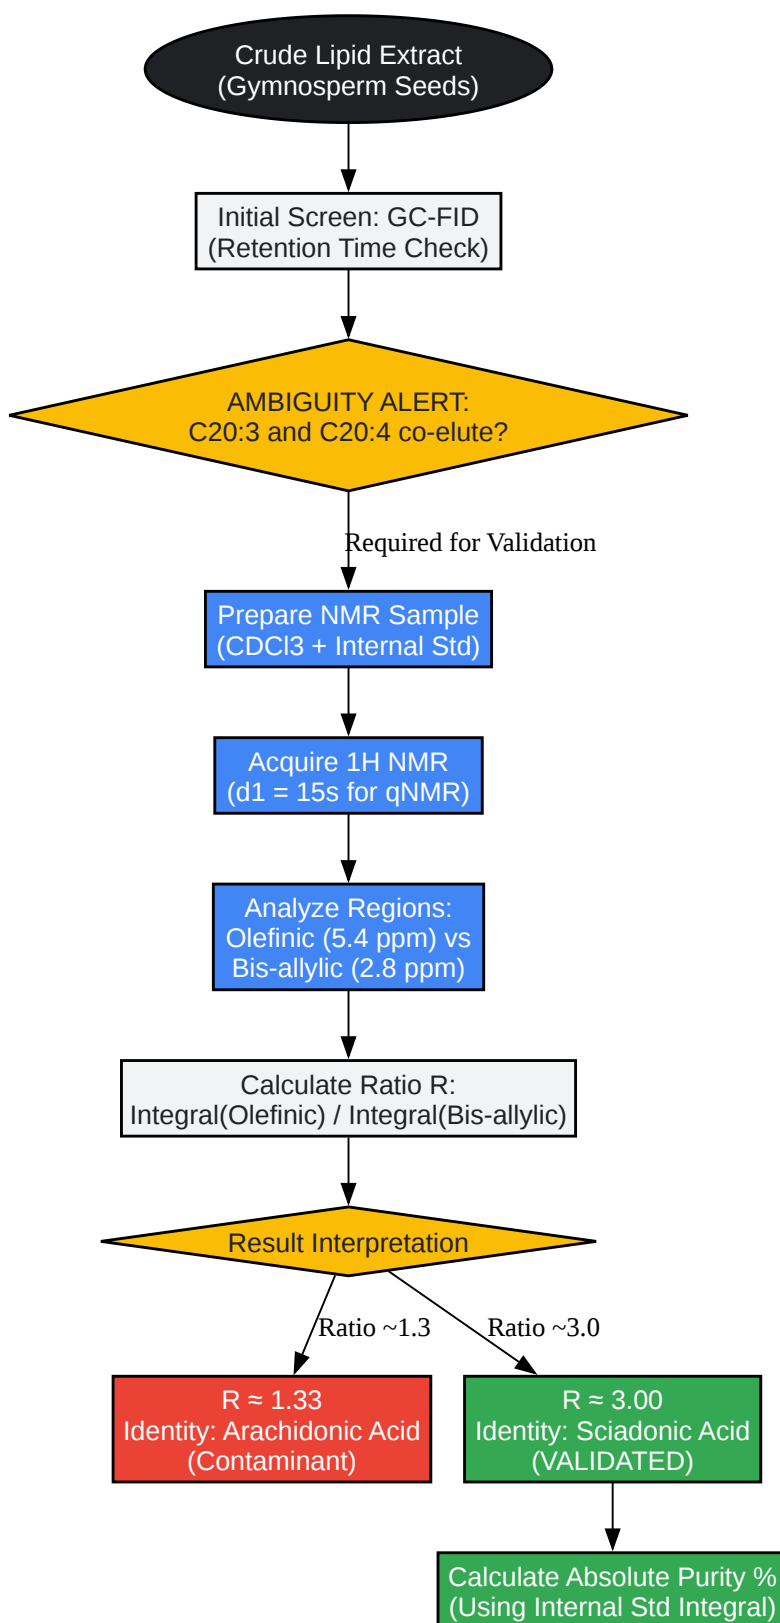 Crude Lipid Extract
(Gymnosperm Seeds)
Initial Screen: GC-FID
(Retention Time Check)
AMBIGUITY ALERT:
C20:3 and C20:4 co-elute?
Required for Validation
Prepare NMR Sample
(CDCl3 + Internal Std)
Acquire 1H NMR
(d1 = 15s for qNMR)
Analyze Regions:
Olefinic (5.4 ppm) vs
Bis-allylic (2.8 ppm)
Calculate Ratio R:
Integral(Olefinic) / Integral(Bis-allylic)
Result Interpretation
Ratio ~1.3
Ratio ~3.0
R ≈ 1.33
Identity: Arachidonic Acid
(Contaminant)
R ≈ 3.00
Identity: Sciadonic Acid
(VALIDATED)
Calculate Absolute Purity %
(Using Internal Std Integral)